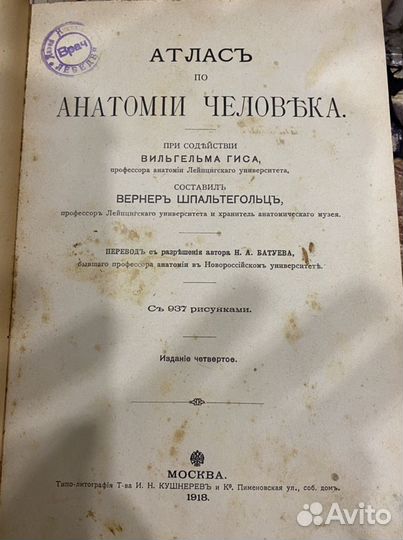 Врач
ЛЕБЕДЕВ
АТЛАСЪ
ПО
АНАТОМІИ ЧЕЛОВѢКА.
ПРИ СОДѢЙСТВІИ
ВИЛЬГЕЛЬМА ГИСА,
профессора анатоміи Лейпцигскаго университета,
СОСТАВИЛЪ
ВЕРНЕРЪ ШПАЛЬТЕГОЛЬЦЪ,
профессоръ Лейпцигскаго университета и хранитель анатомическаго музея.
ПЕРЕВОДЪ съ разрѣшенія автора Н. А. БАТУЕВА,
бывшаго профессора анатоміи въ Новороссійскомъ университетѣ.
Съ 937 рисунками.
Изданіе четвертое.
МОСКВА.
Типо-литографія Т-ва И. Н. КУШНЕРЕВЪ и Ко. Пименовская ул., соб. домъ.
1918.
Avito